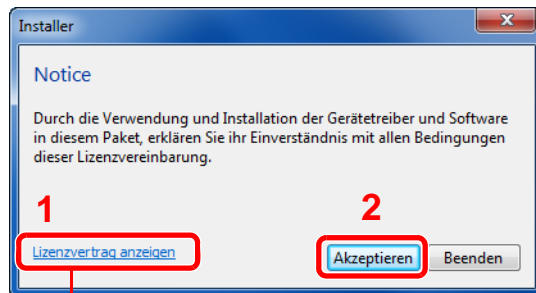 Installer
Notice
Durch die Verwendung und Installation der Gerätetreiber und Software
in diesem Paket, erklären Sie ihr Einverständnis mit allen Bedingungen
dieser Lizenzvereinbarung.
1
2
Lizenzvertrag anzeigen
Akzeptieren
Beenden